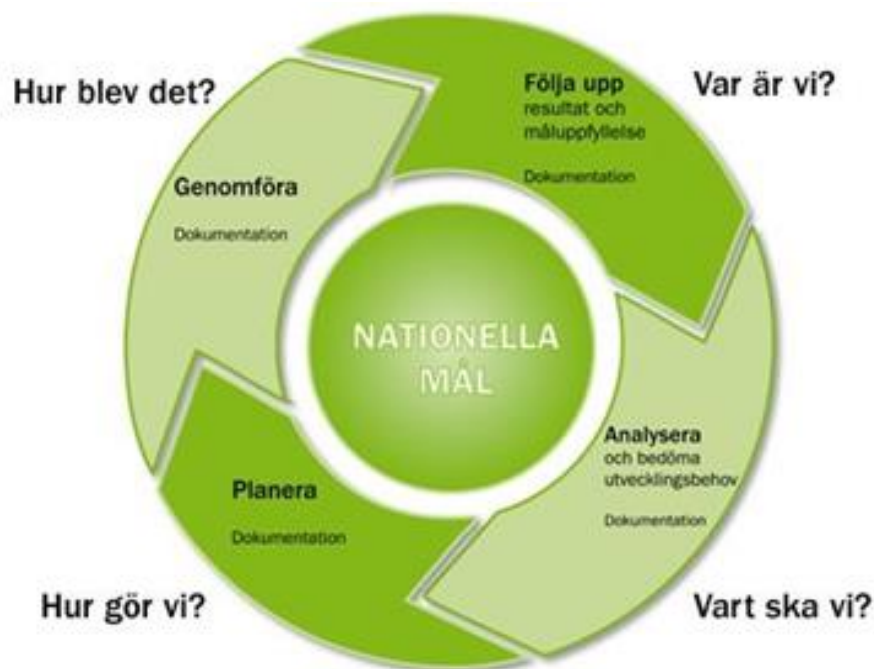 Hur blev det?
Var är vi?
Följa upp
resultat och
måluppfyllelse
Dokumentation
Genomföra
Dokumentation
NATIONELLA
MÅL
Analysera
och bedöma
utvecklingsbehov
Dokumentation
Planera
Dokumentation
Hur gör vi?
Vart ska vi?